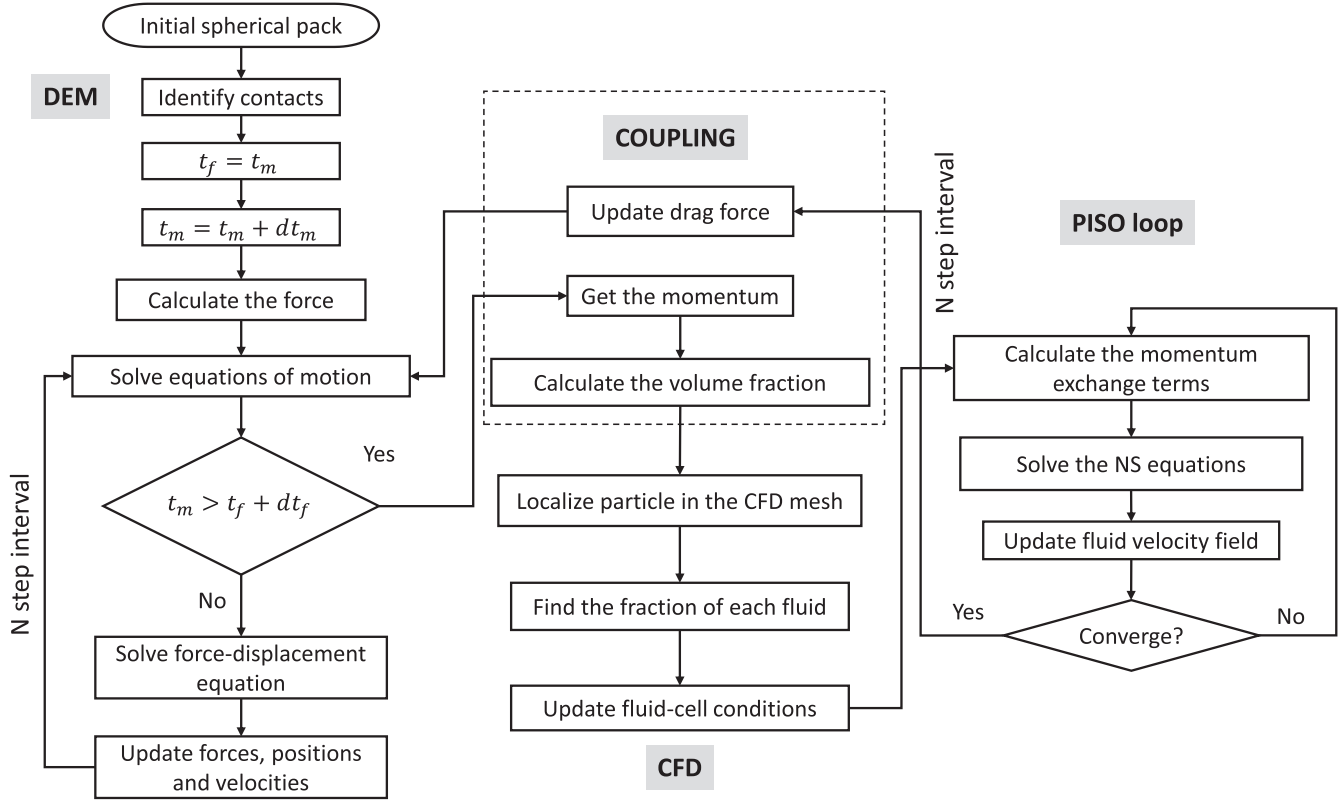 Initial spherical pack
DEM
Identify contacts
t_f = t_m
t_m = t_m + dt_m
Calculate the force
Solve equations of motion
t_m > t_f + dt_f
Yes
No
N step interval
Solve force-displacement
equation
Update forces, positions
and velocities
COUPLING
Update drag force
Get the momentum
Calculate the volume fraction
Localize particle in the CFD mesh
Find the fraction of each fluid
Update fluid-cell conditions
CFD
N step interval
PISO loop
Calculate the momentum
exchange terms
Solve the NS equations
Update fluid velocity field
Converge?
Yes
No